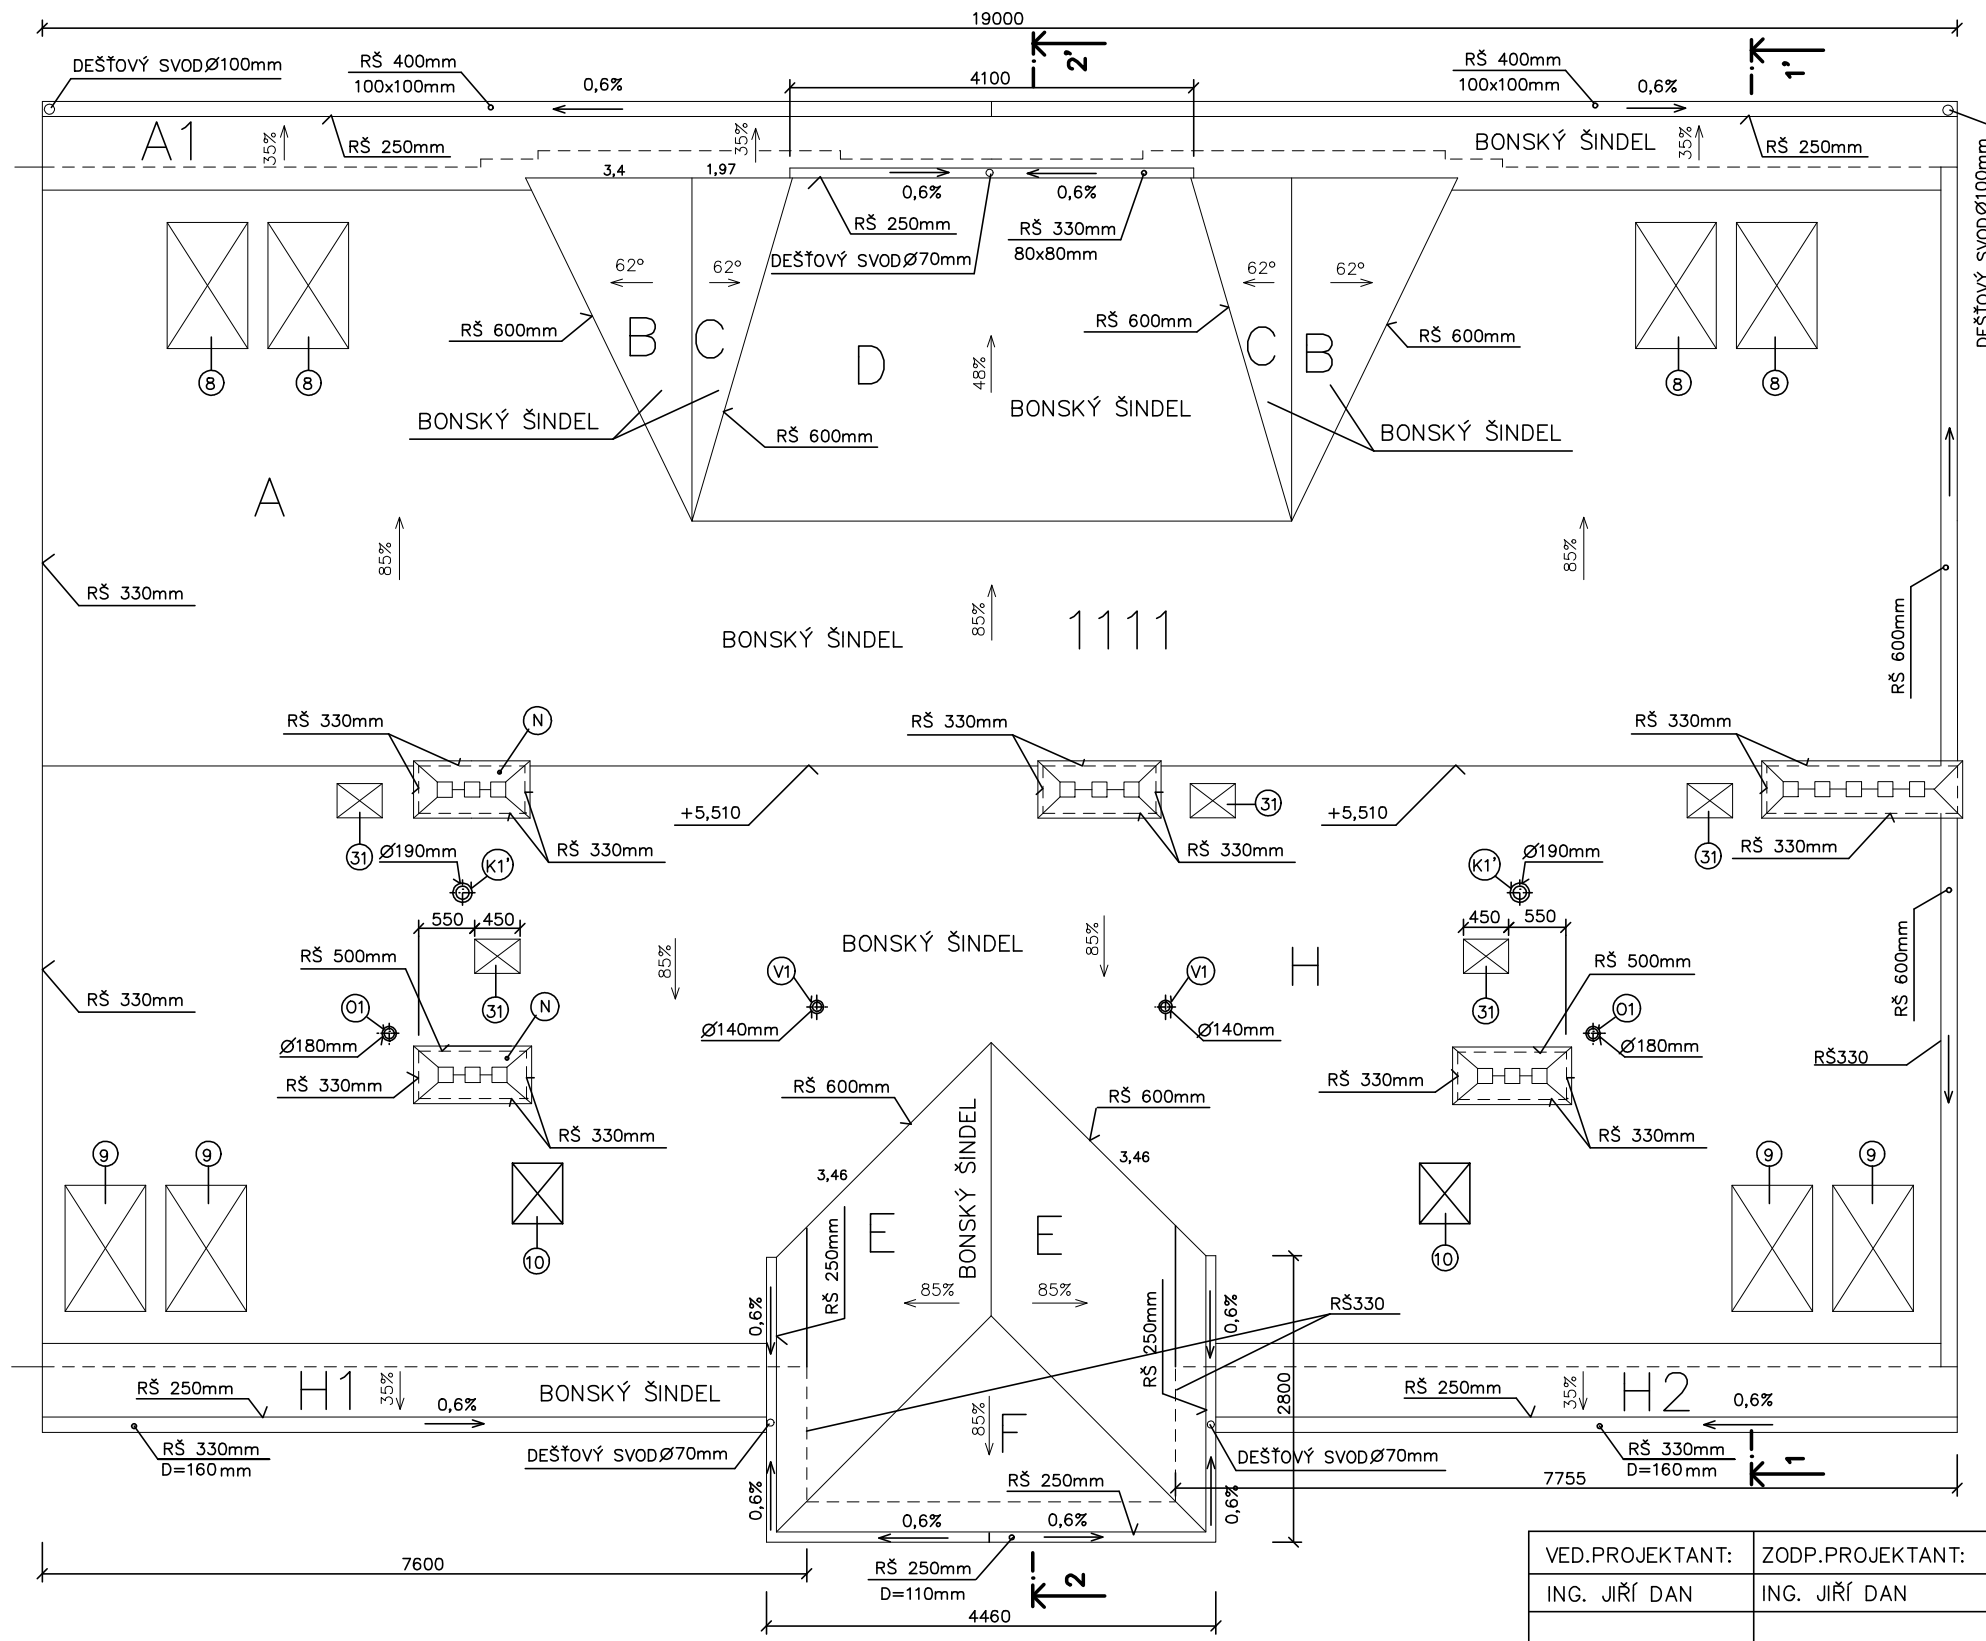 19000
DEŠŤOVÝ SVODØ100mm
RŠ 400mm
100x100mm
0,6%
2'
4100
RŠ 400mm
100x100mm
0,6%
1'
A1
35%
RŠ 250mm
35%
BONSKÝ ŠINDEL
35%
RŠ 250mm
DEŠŤOVÝ SVODØ100mm
3,4
1,97
0,6%
0,6%
RŠ 250mm
RŠ 330mm
80x80mm
DEŠŤOVÝ SVODØ70mm
62°
62°
62°
62°
RŠ 600mm
B
C
D
48%
RŠ 600mm
C
B
RŠ 600mm
8
8
8
8
BONSKÝ ŠINDEL
RŠ 600mm
BONSKÝ ŠINDEL
BONSKÝ ŠINDEL
A
85%
85%
RŠ 330mm
85%
1111
BONSKÝ ŠINDEL
RŠ 600mm
RŠ 330mm
N
RŠ 330mm
RŠ 330mm
31
+5,510
31
+5,510
31
RŠ 330mm
Ø190mm
K1'
RŠ 330mm
RŠ 330mm
K1'
Ø190mm
550
450
450
550
RŠ 500mm
85%
BONSKÝ ŠINDEL
85%
H
RŠ 500mm
RŠ 600mm
RŠ 330mm
O1
31
N
V1
V1
31
O1
Ø180mm
Ø140mm
Ø140mm
Ø180mm
RŠ330
RŠ 330mm
RŠ 600mm
RŠ 600mm
RŠ 330mm
RŠ 330mm
RŠ 330mm
9
9
3,46
BONSKÝ ŠINDEL
3,46
9
9
10
E
E
10
RŠ 250mm
85%
85%
0,6%
RŠ 250mm
0,6%
RŠ330
RŠ 250mm
H1
35%
BONSKÝ ŠINDEL
0,6%
85%
F
2800
RŠ 250mm
35%
H2
0,6%
RŠ 330mm
D=160mm
DEŠŤOVÝ SVODØ70mm
DEŠŤOVÝ SVODØ70mm
RŠ 330mm
D=160mm
1
7755
0,6%
RŠ 250mm
0,6%
0,6%
0,6%
7600
RŠ 250mm
D=110mm
2
4460
VED.PROJEKTANT:
ZODP.PROJEKTANT:
ING. JIŘÍ DAN
ING. JIŘÍ DAN